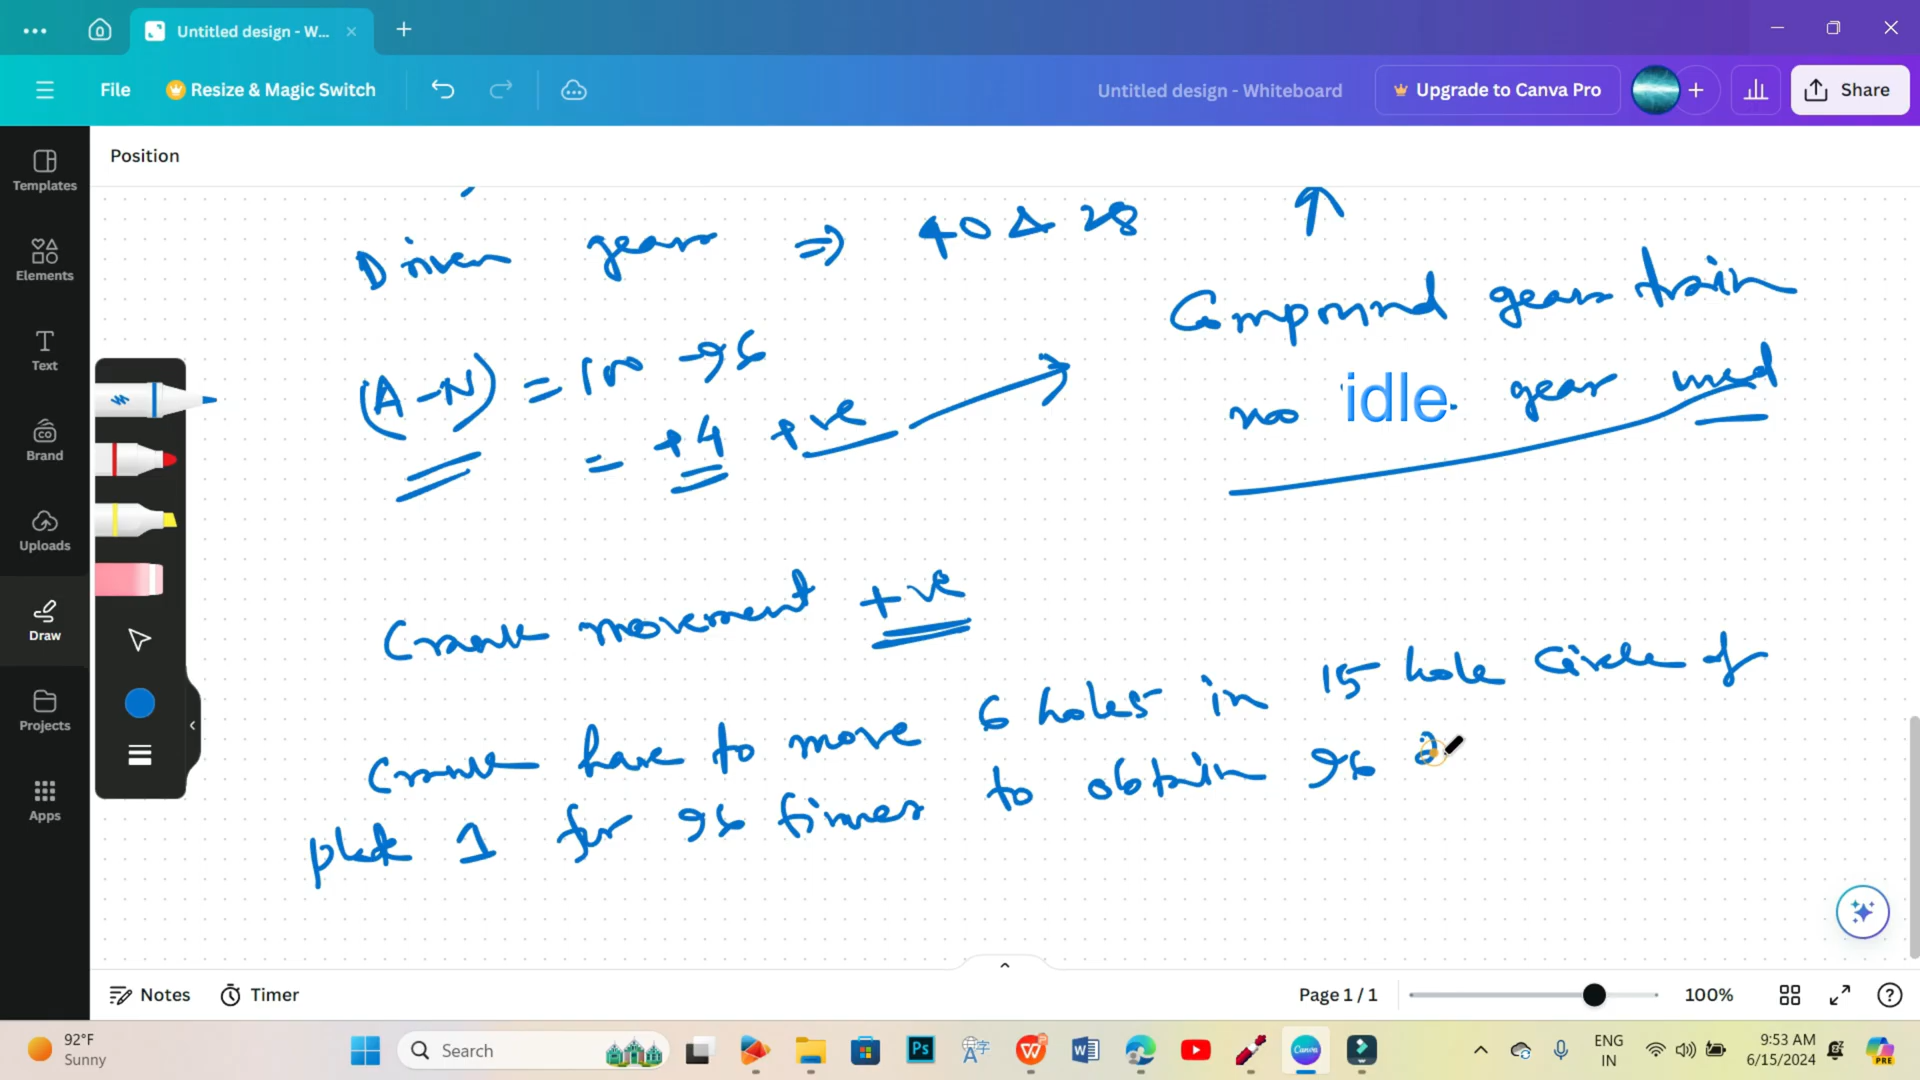 Untitled design - W...
File
Resize & Magic Switch
Untitled design - Whiteboard
Upgrade to Canva Pro
Share
Position
Templates
Elements
Text
Brand
Uploads
Draw
Projects
Apps
Driven gears ⇒ 40 & 28
(A-N) = 100 - 96
= +4 +ve
Compound gear train
no idle gear used
Crank movement +ve
Crank have to move 6 holes in 15 hole circle of
plate 1 for 96 times to obtain 96
Notes
Timer
Page 1 / 1
100%
92°F
Sunny
Search
ENG
IN
9:53 AM
6/15/2024